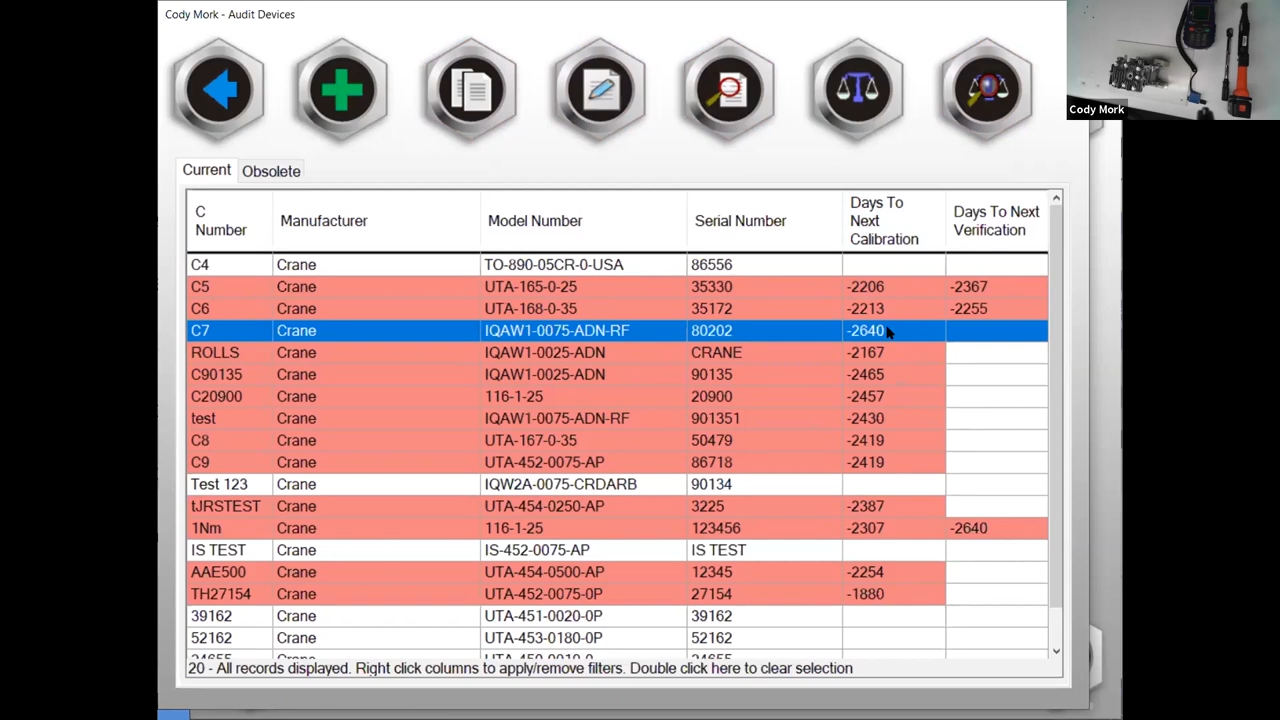 Cody Mork - Audit Devices
Cody Mork
Current Obsolete
C Number Manufacturer Model Number Serial Number Days To Next Calibration Days To Next Verification
C4 Crane TO-890-05CR-0-USA 86556
C5 Crane UTA-165-0-25 35330 -2206 -2367
C6 Crane UTA-168-0-35 35172 -2213 -2255
C7 Crane IQAW1-0075-ADN-RF 80202 -2640
ROLLS Crane IQAW1-0025-ADN CRANE -2167
C90135 Crane IQAW1-0025-ADN 90135 -2465
C20900 Crane 116-1-25 20900 -2457
test Crane IQAW1-0075-ADN-RF 901351 -2430
C8 Crane UTA-167-0-35 50479 -2419
C9 Crane UTA-452-0075-AP 86718 -2419
Test 123 Crane IQW2A-0075-CRDARB 90134
tJRSTEST Crane UTA-454-0250-AP 3225 -2387
1Nm Crane 116-1-25 123456 -2307 -2640
IS TEST Crane IS-452-0075-AP IS TEST
AAE500 Crane UTA-454-0500-AP 12345 -2254
TH27154 Crane UTA-452-0075-0P 27154 -1880
39162 Crane UTA-451-0020-0P 39162
52162 Crane UTA-453-0180-0P 52162
20 - All records displayed. Right click columns to apply/remove filters. Double click here to clear selection